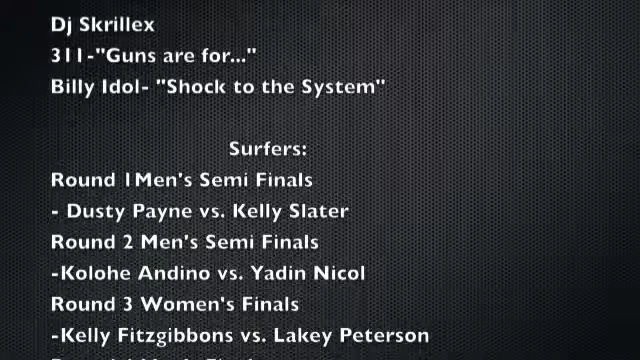 Dj Skrillex
311-"Guns are for..."
Billy Idol- "Shock to the System"
Surfers:
Round 1Men's Semi Finals
- Dusty Payne vs. Kelly Slater
Round 2 Men's Semi Finals
-Kolohe Andino vs. Yadin Nicol
Round 3 Women's Finals
-Kelly Fitzgibbons vs. Lakey Peterson